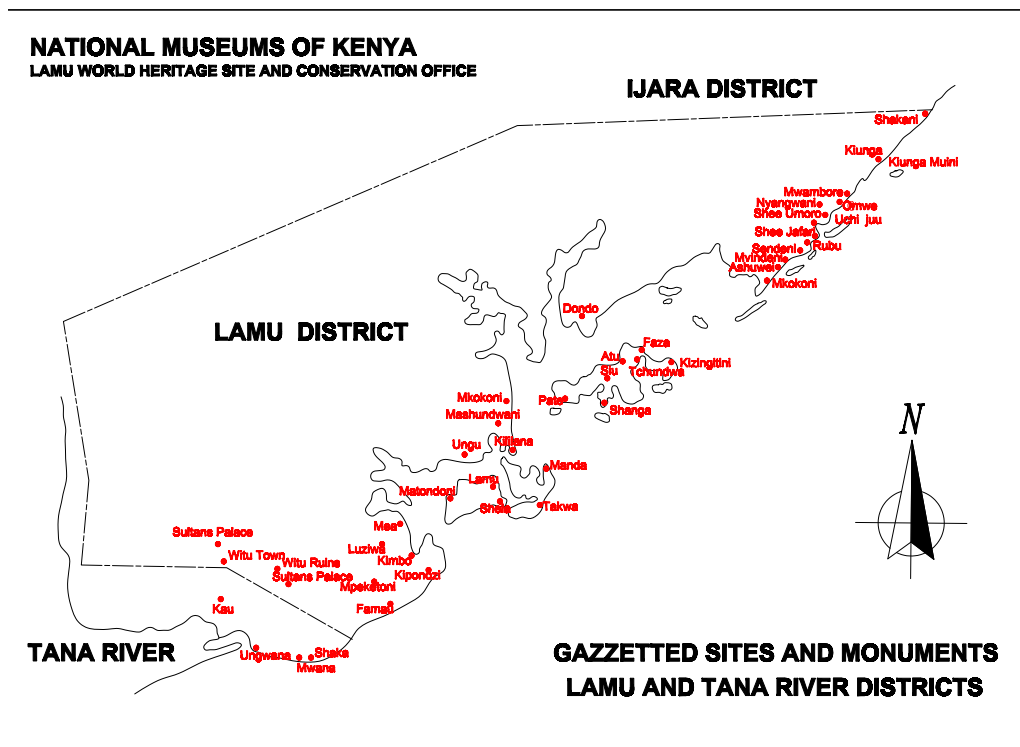 NATIONAL MUSEUMS OF KENYA
LAMU WORLD HERITAGE SITE AND CONSERVATION OFFICE
IJARA DISTRICT
Shakani
Kiunga
Kiunga Muini
Mwambore
Nyangwani
Omwe
Shee Umoro
Uchi juu
Shee Jafari
Rubu
Sendeni
Mvindeni
Ashuwei
Mkokoni
Dondo
LAMU DISTRICT
Faza
Atu
Kizingitini
Tchundwa
Siu
Pate
Shanga
Mkokoni
Mashundwani
Ungu
Kililana
Manda
Lamu
Matondoni
Shela
Takwa
N
Mea
Sultans Palace
Luziwa
Witu Town
Kimbo
Witu Ruins
Kiponozi
Sultans Palace
Mpeketoni
Kau
Famau
TANA RIVER
Ungwana
Shaka
Mwana
GAZZETTED SITES AND MONUMENTS
LAMU AND TANA RIVER DISTRICTS